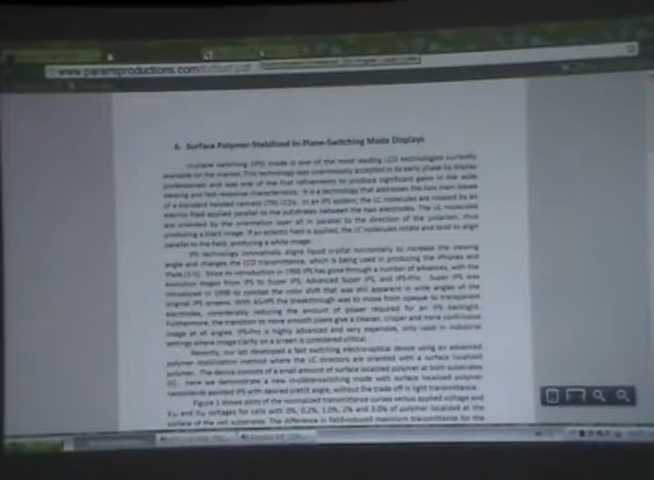 6. Surface Polymer-Stabilized In-Plane-Switching Mode Displays
In-plane switching (IPS) mode is one of the most leading LCD technologies currently
available on the market. This technology was unanimously accepted in its early phase by display
professionals and was one of the first refinements to produce significant gains in the wide
viewing and fast response characteristics. It is a technology that addresses the two main issues
of a standard twisted nematic (TN) LCDs. In an IPS system, the LC molecules are rotated by an
electric field applied parallel to the substrates between the two electrodes. The LC molecules
are oriented by the orientation layer all in parallel to the direction of the polarizer, thus
producing a black image. If an electric field is applied, the LC molecules rotate and tend to align
parallel to the field, producing a white image.
IPS technology innovatively aligns liquid crystal horizontally to increase the viewing
angle and changes the LCD transmittance, which is being used in producing the iPhones and
iPads Since its introduction in 1996 IPS has gone through a number of advances, with the
evolution stages from IPS to Super IPS, Advanced Super IPS, and IPS-Pro. Super IPS was
introduced in 1998 to combat the color shift that was still apparent in wide angles of the
original IPS screens. With AS-IPS the breakthrough was to move from opaque to transparent
electrodes, considerably reducing the amount of power required for an IPS backlight.
Furthermore, the transition to more smooth plans give a cleaner, crisper and more continuous
image at all angles. IPS-Pro is highly advanced and very expensive, only used in industrial
settings where image clarity on a screen is considered critical.
Recently, our lab developed a fast switching electro-optical device using an advanced
polymer stabilization method where the LC directors are oriented with a surface localized
polymer. The device consists of a small amount of surface localized polymer at both substrates
Here we demonstrate a new in-plane-switching mode with surface localized polymer
assisted IPS with desired pretilt angle, without the trade off in light transmittance.
Figure 1 shows plots of the normalized transmittance curves versus applied voltage and
voltages for cells with 0%, 0.2%, 1.0%, 2% and 3.0% of polymer localized at the
surface of the cell substrates. The difference in field-induced maximum transmittance for the